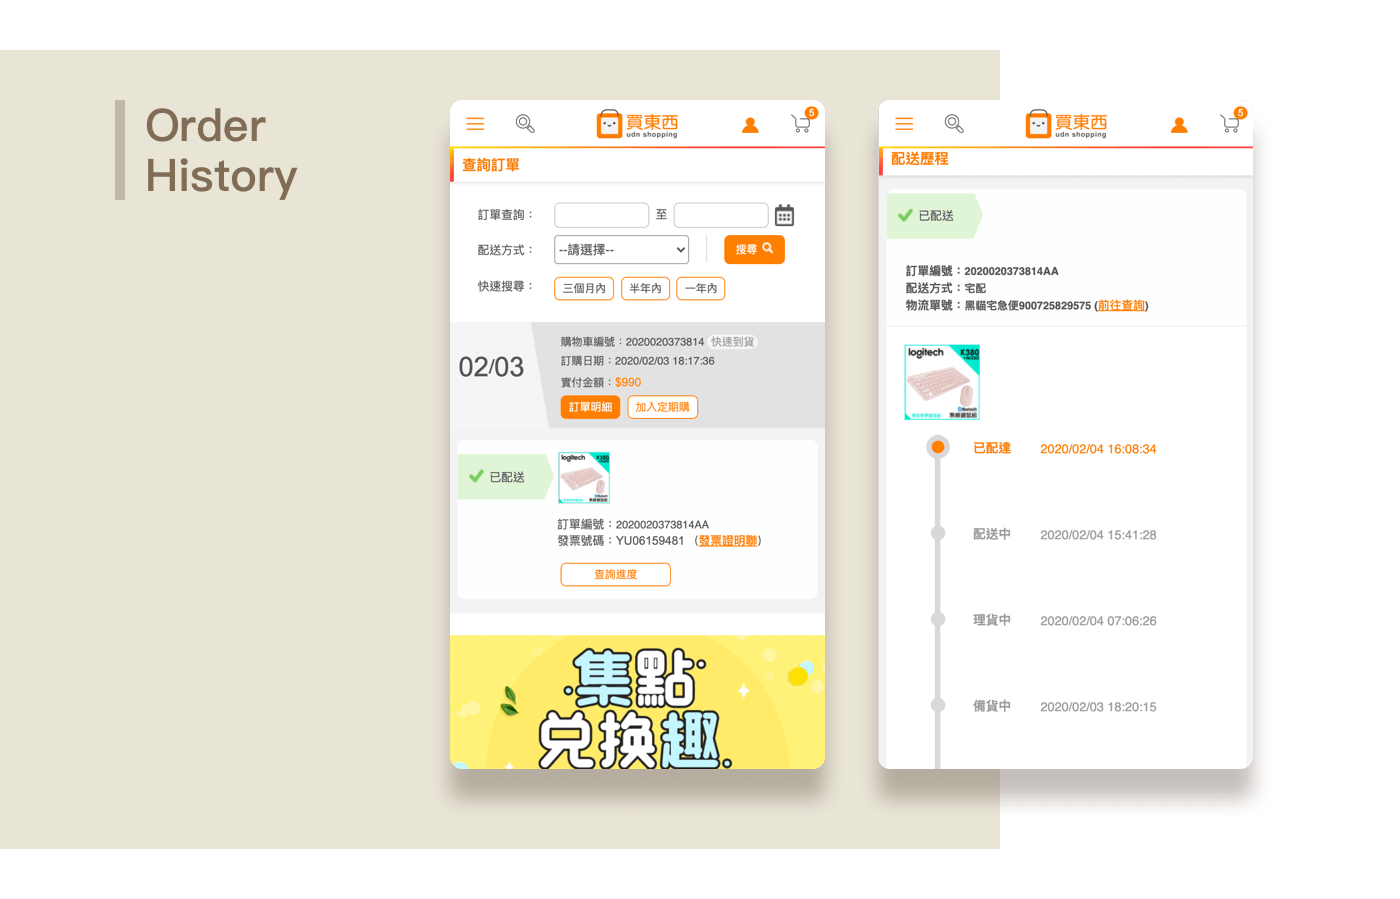 Order
History
買東西
udn shopping
5
查詢訂單
訂單查詢：
至
配送方式：
--請選擇--
搜尋
快速搜尋：
三個月內
半年內
一年內
02/03
購物車編號：2020020373814 快速到貨
訂購日期：2020/02/03 18:17:36
實付金額：$990
訂單明細
加入定期購
已配送
logitech K380
訂單編號：2020020373814AA
發票號碼：YU06159481 （發票證明聯）
查詢進度
集點
兌換趣
買東西
udn shopping
5
配送歷程
已配送
訂單編號：2020020373814AA
配送方式：宅配
物流單號：黑貓宅急便900725829575 (前往查詢)
logitech K380
Bluetooth
無線鍵鼠組
已配達 2020/02/04 16:08:34
配送中 2020/02/04 15:41:28
理貨中 2020/02/04 07:06:26
備貨中 2020/02/03 18:20:15